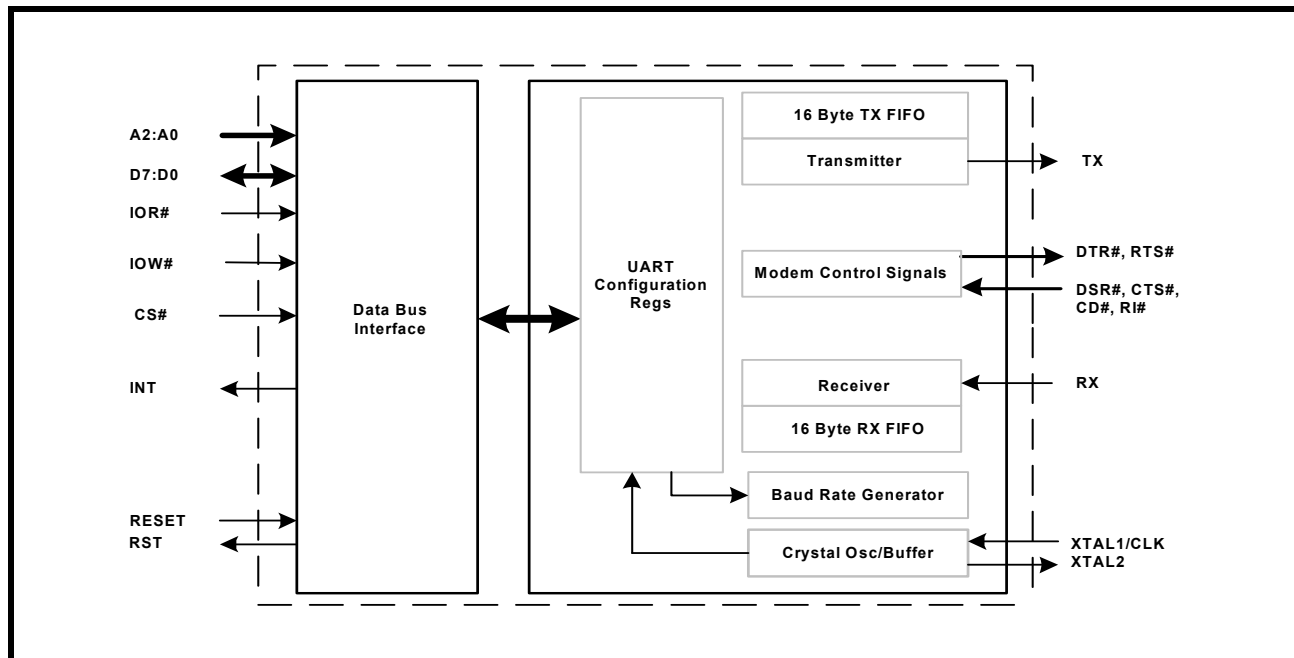 A2:A0
D7:D0
IOR#
IOW#
CS#
INT
RESET
RST
Data Bus
Interface
UART
Configuration
Regs
16 Byte TX FIFO
Transmitter
Modem Control Signals
Receiver
16 Byte RX FIFO
Baud Rate Generator
Crystal Osc/Buffer
TX
DTR#, RTS#
DSR#, CTS#,
CD#, RI#
RX
XTAL1/CLK
XTAL2